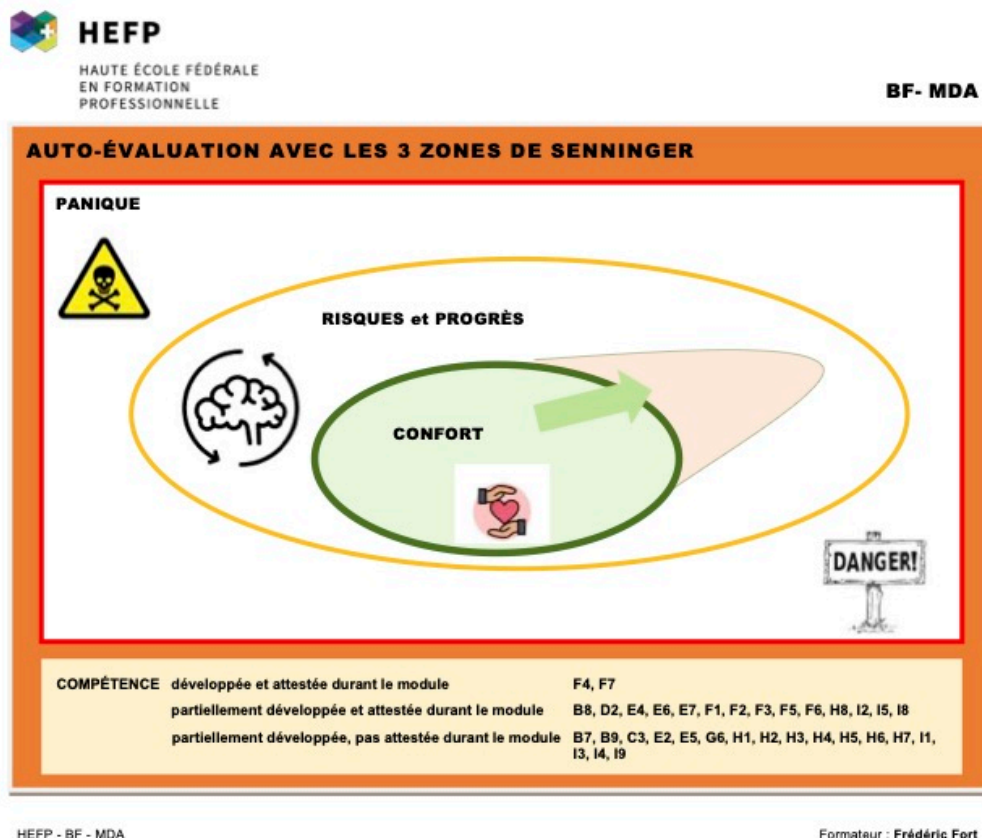 HEFP
HAUTE ÉCOLE FÉDÉRALE
EN FORMATION
PROFESSIONNELLE
BF- MDA
AUTO-ÉVALUATION AVEC LES 3 ZONES DE SENNINGER
PANIQUE
RISQUES et PROGRÈS
CONFORT
DANGER!
COMPÉTENCE développée et attestée durant le module F4, F7
partiellement développée et attestée durant le module B8, D2, E4, E6, E7, F1, F2, F3, F5, F6, H8, I2, I5, I8
partiellement développée, pas attestée durant le module B7, B9, C3, E2, E5, G6, H1, H2, H3, H4, H5, H6, H7, I1,
I3, I4, I9
HEFP - BF - MDA
Formateur : Frédéric Fort